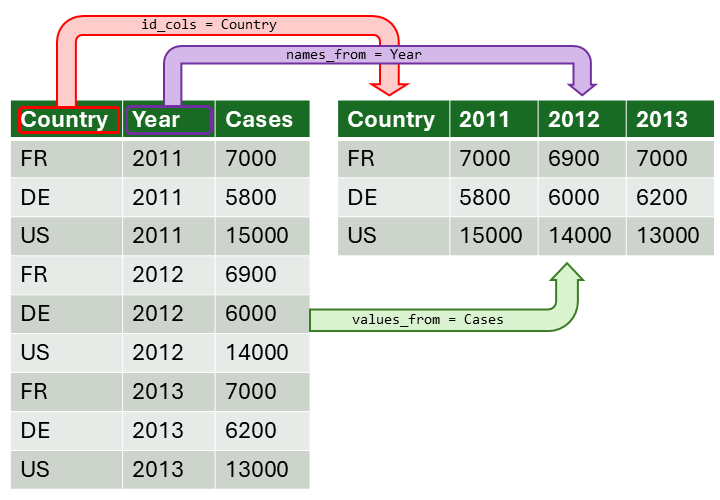 id_cols = Country
names_from = Year
Country Year Cases
FR 2011 7000
DE 2011 5800
US 2011 15000
FR 2012 6900
DE 2012 6000
US 2012 14000
FR 2013 7000
DE 2013 6200
US 2013 13000
Country 2011 2012 2013
FR 7000 6900 7000
DE 5800 6000 6200
US 15000 14000 13000
values_from = Cases